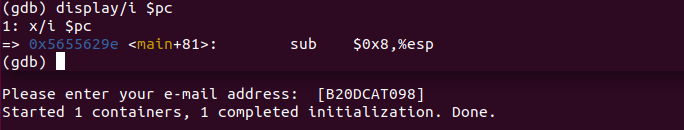 (gdb) display/i $pc
1: x/i $pc
=> 0x5655629e <main+81>:        sub    $0x8,%esp
(gdb)
Please enter your e-mail address:  [B20DCAT098]
Started 1 containers, 1 completed initialization. Done.